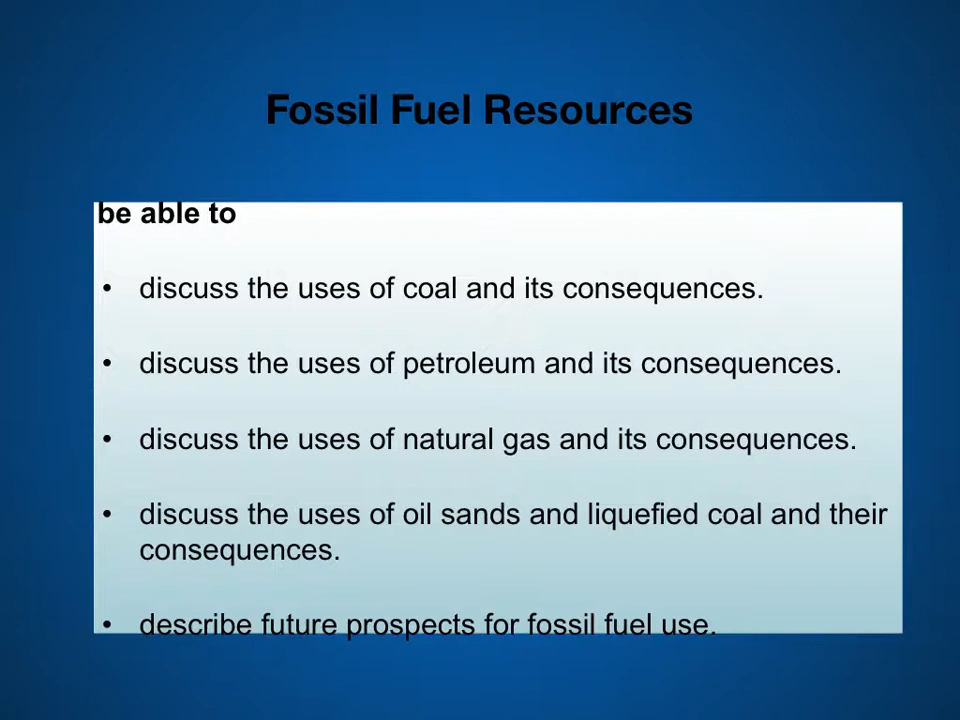 Fossil Fuel Resources
be able to
• discuss the uses of coal and its consequences.
• discuss the uses of petroleum and its consequences.
• discuss the uses of natural gas and its consequences.
• discuss the uses of oil sands and liquefied coal and their
consequences.
• describe future prospects for fossil fuel use.